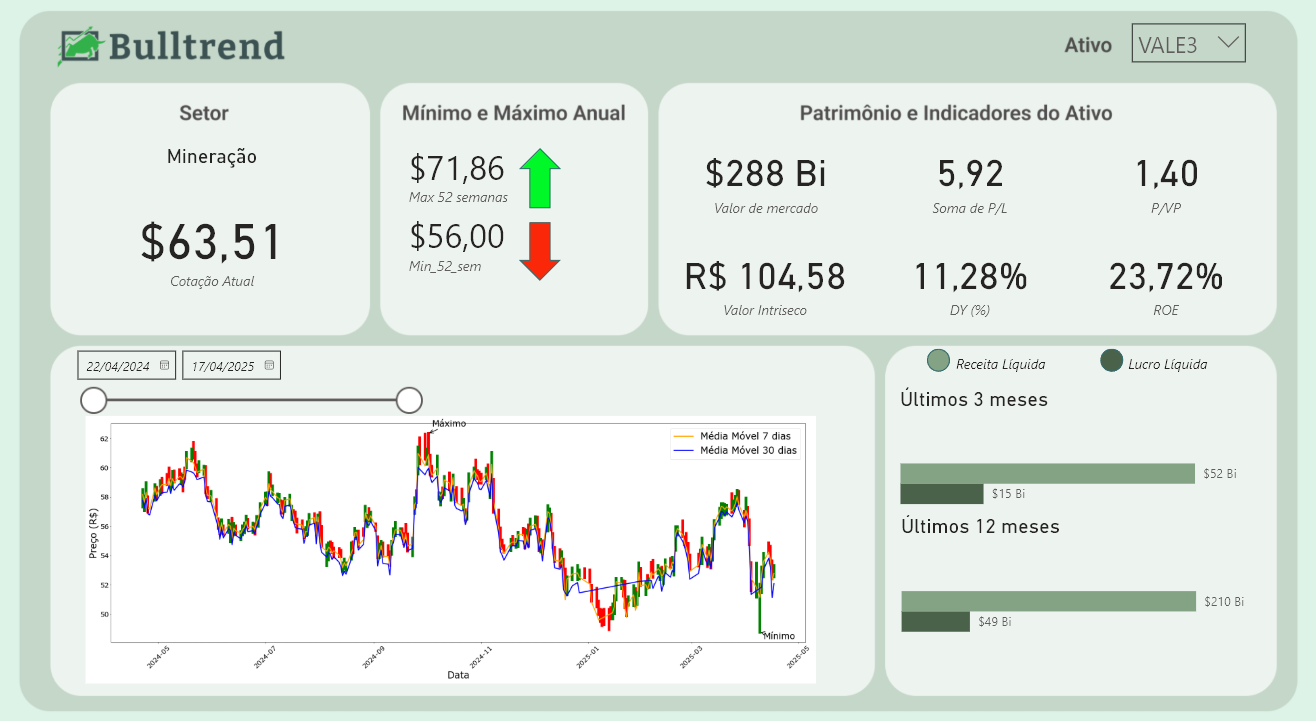 Bulltrend
Ativo
VALE3
Setor
Mineração
$63,51
Cotação Atual
Mínimo e Máximo Anual
$71,86
Max 52 semanas
$56,00
Min_52_sem
Patrimônio e Indicadores do Ativo
$288 Bi
Valor de mercado
5,92
Soma de P/L
1,40
P/VP
R$ 104,58
Valor Intriseco
11,28%
DY (%)
23,72%
ROE
22/04/2024
17/04/2025
Máximo
Média Móvel 7 dias
Média Móvel 30 dias
Preço (R$)
62
60
58
56
54
52
50
Mínimo
2024-05
2024-07
2024-09
2024-11
2025-01
2025-03
2025-05
Data
Receita Líquida
Lucro Líquida
Últimos 3 meses
$52 Bi
$15 Bi
Últimos 12 meses
$210 Bi
$49 Bi